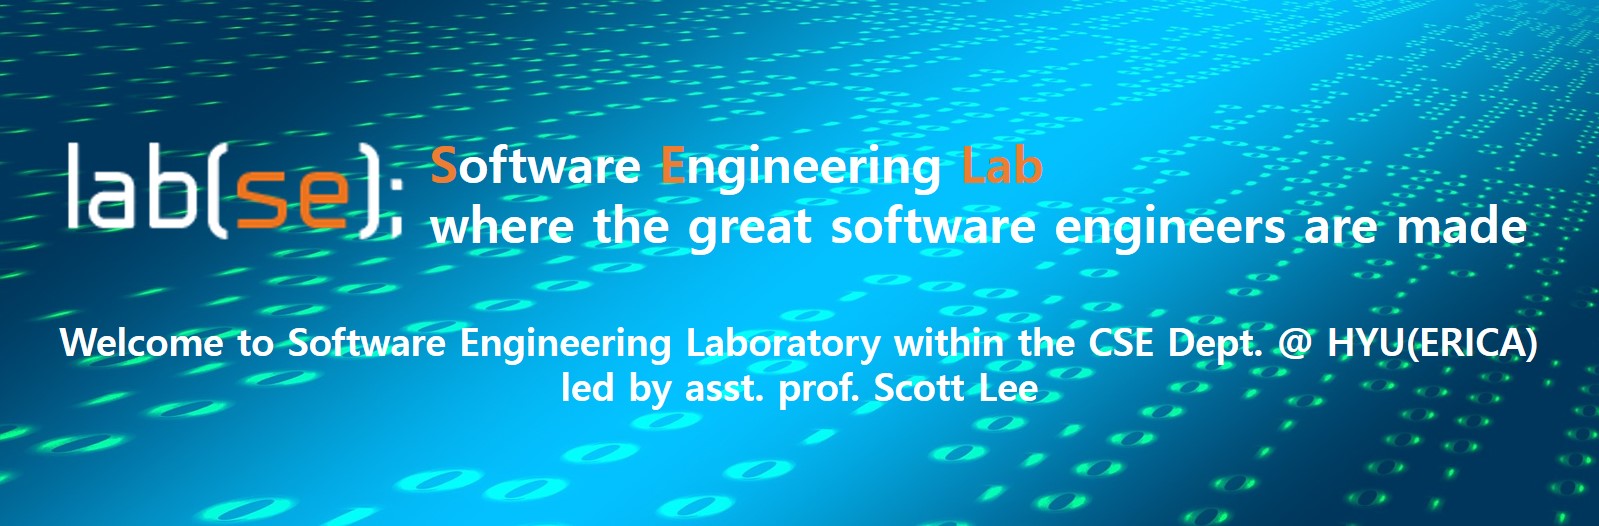 lab(se);
Software Engineering Lab
where the great software engineers are made
Welcome to Software Engineering Laboratory within the CSE Dept. @ HYU(ERICA)
led by asst. prof. Scott Lee